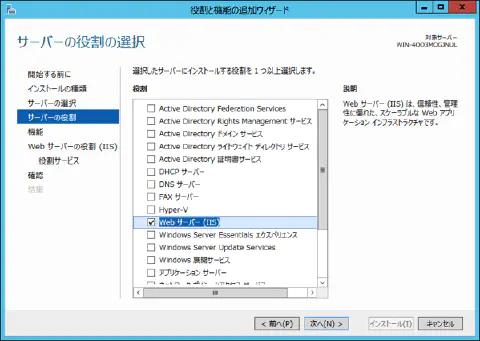 役割と機能の追加ウィザード
サーバーの役割の選択
対象サーバー
WIN-4003MOGINUL
開始する前に
インストールの種類
サーバーの選択
サーバーの役割
機能
Web サーバーの役割 (IIS)
役割サービス
確認
結果
選択したサーバーにインストールする役割を 1 つ以上選択します。
役割
Active Directory Federation Services
Active Directory Rights Management サービス
Active Directory ドメイン サービス
Active Directory ライトウェイト ディレクトリ サービス
Active Directory 証明書サービス
DHCP サーバー
DNS サーバー
FAX サーバー
Hyper-V
Web サーバー (IIS)
Windows Server Essentials エクスペリエンス
Windows Server Update Services
Windows 展開サービス
アプリケーション サーバー
説明
Web サーバー (IIS) は、信頼性、管理
性に優れた、スケーラブルな Web アプリ
ケーション インフラストラクチャです。
< 前へ(P)
次へ(N) >
インストール(I)
キャンセル